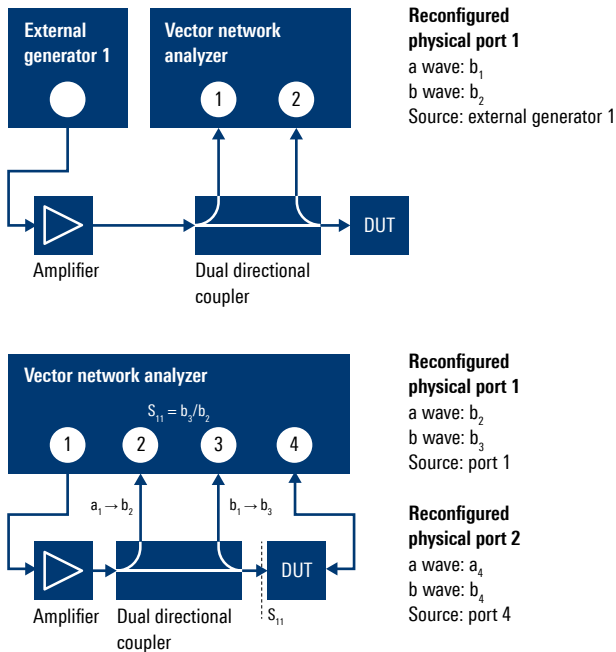 External
generator 1
Vector network
analyzer
1
2
Amplifier
Dual directional
coupler
DUT
Reconfigured
physical port 1
a wave: b₁
b wave: b₂
Source: external generator 1
Vector network analyzer
S₁₁ = b₃/b₂
1
2
3
4
a₁ → b₂
b₁ → b₃
DUT
Amplifier
Dual directional
coupler
S₁₁
Reconfigured
physical port 1
a wave: b₂
b wave: b₃
Source: port 1
Reconfigured
physical port 2
a wave: a₄
b wave: b₄
Source: port 4